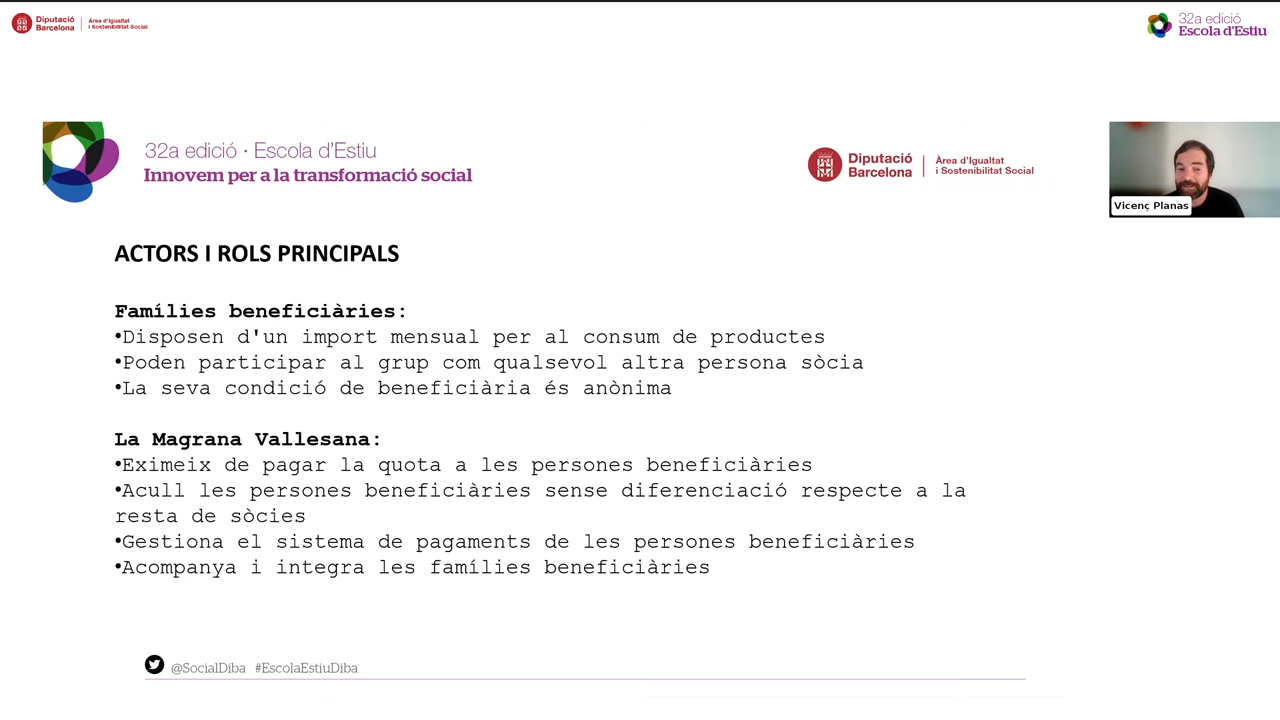 Diputació
Barcelona
Àrea d'Igualtat
i Sostenibilitat Social
32a edició
Escola d'Estiu
32a edició · Escola d'Estiu
Innovem per a la transformació social
Diputació
Barcelona
Àrea d'Igualtat
i Sostenibilitat Social
Vicenç Planas
ACTORS I ROLS PRINCIPALS
Famílies beneficiàries:
•Disposen d'un import mensual per al consum de productes
•Poden participar al grup com qualsevol altra persona sòcia
•La seva condició de beneficiària és anònima
La Magrana Vallesana:
•Eximeix de pagar la quota a les persones beneficiàries
•Acull les persones beneficiàries sense diferenciació respecte a la
resta de sòcies
•Gestiona el sistema de pagaments de les persones beneficiàries
•Acompanya i integra les famílies beneficiàries
@SocialDiba #EscolaEstiuDiba